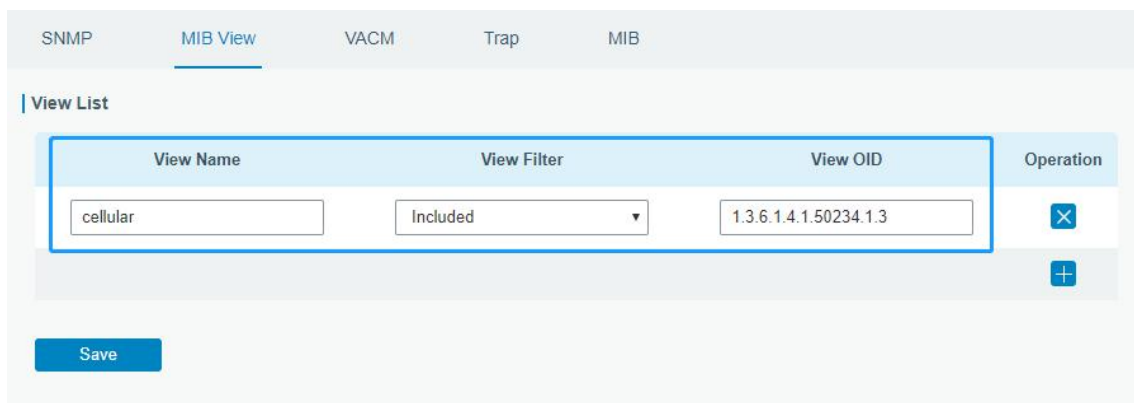 SNMP MIB View VACM Trap MIB
View List
View Name View Filter View OID Operation
cellular Included 1.3.6.1.4.1.50234.1.3
Save